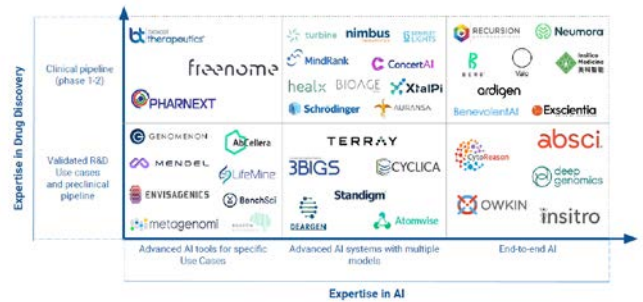 Expertise in Drug Discovery
Clinical pipeline
(phase 1-2)
Validated R&D
Use cases
and preclinical
pipeline
therapeutics
freenome
PHARNEXT
turbine
nimbus
MindRank
ConcertAI
healx
BIOAGE
XtalPi
Schrödinger
AURANSA
RECURSION
Neumora
Valo
Insilico
Medicine
ardigen
BenevolentAI
Exscientia
GENOMENON
AbCellera
MENDEL
LifeMine
ENVISAGENICS
BenchSci
metagenomi
TERRAY
3BIGS
CYCLICA
Standigm
DEARGEN
Atomwise
absci
CytoReason
deep
genomics
OWKIN
insitro
Advanced AI tools for specific
Use Cases
Advanced AI systems with multiple
models
End-to-end AI
Expertise in AI